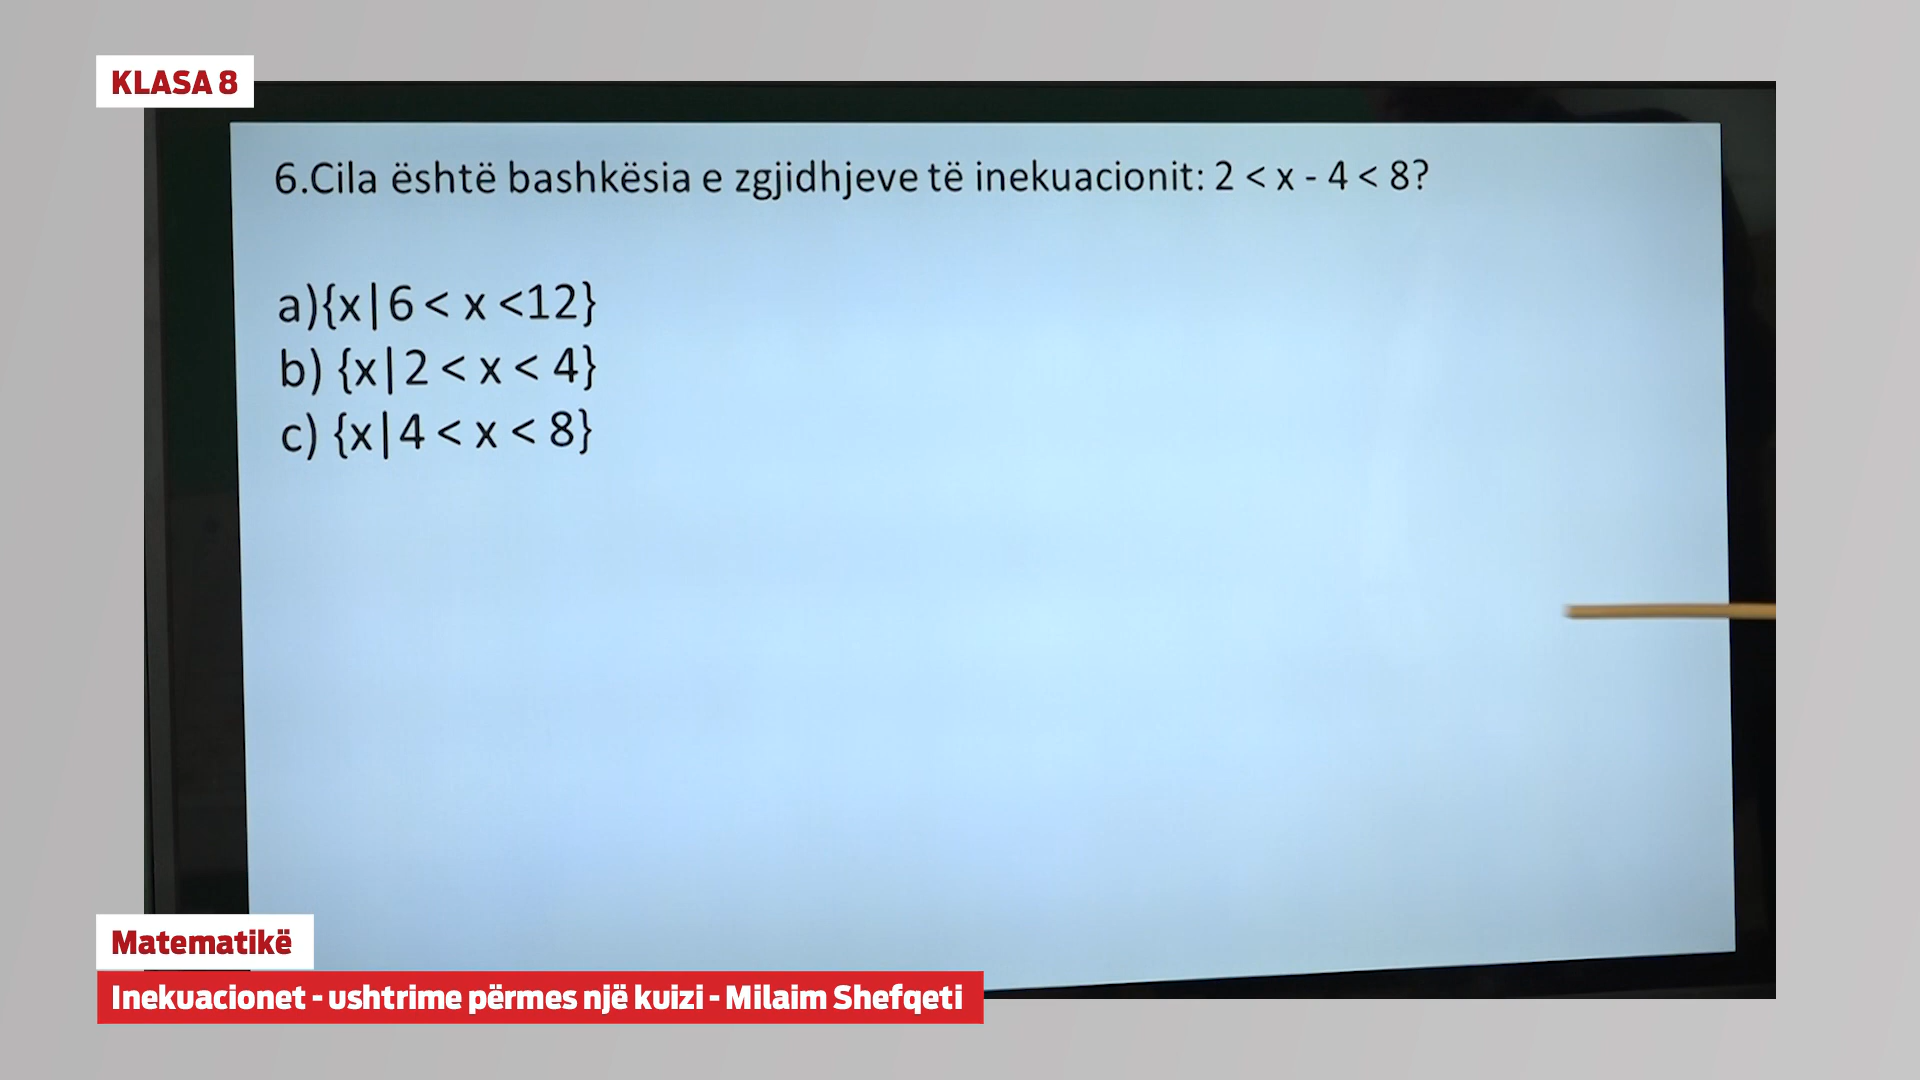 KLASA 8
6.Cila është bashkësia e zgjidhjeve të inekuacionit: 2 < x - 4 < 8?
a){x|6 < x <12}
b) {x|2 < x < 4}
c) {x|4 < x < 8}
Matematikë
Inekuacionet - ushtrime përmes një kuizi - Milaim Shefqeti